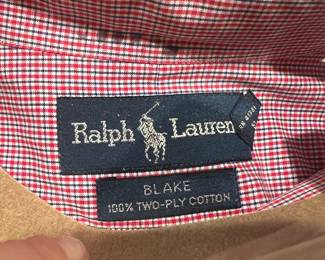 Ralph Lauren
BLAKE
100% TWO-PLY COTTON